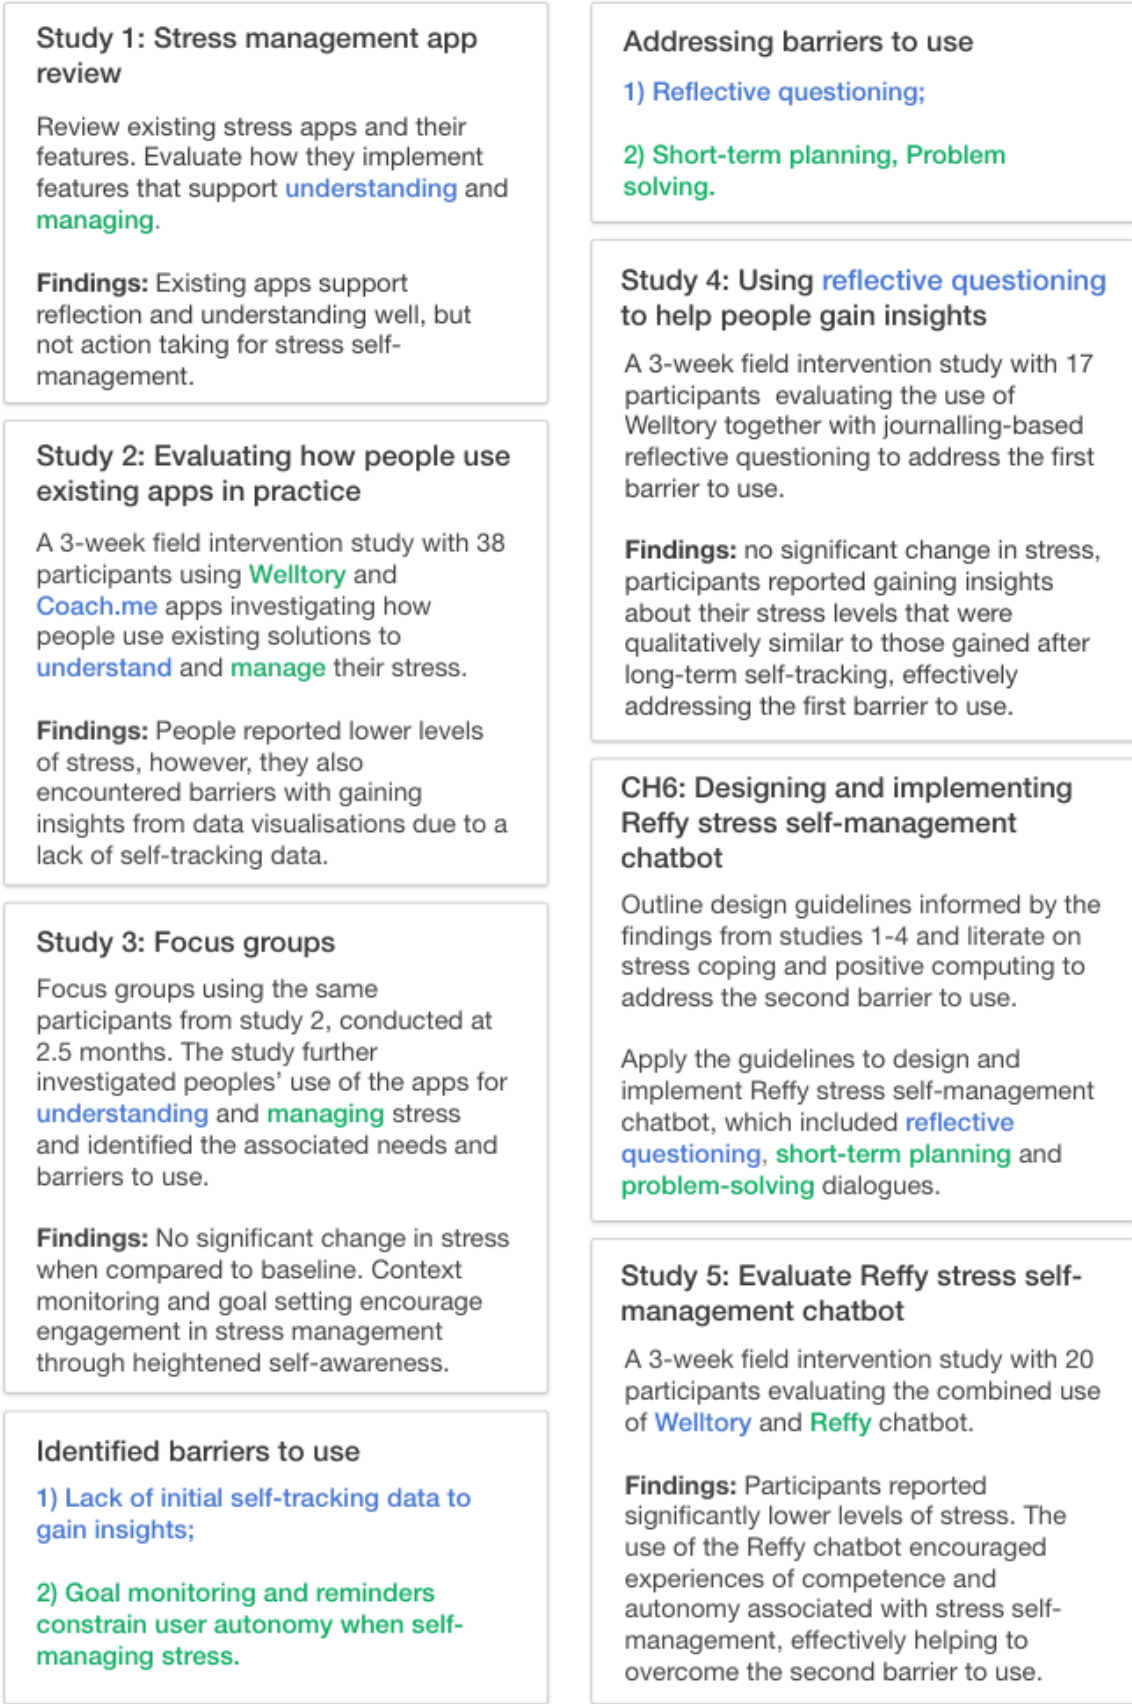 Study 1: Stress management app
review
Review existing stress apps and their
features. Evaluate how they implement
features that support understanding and
managing.
Findings: Existing apps support
reflection and understanding well, but
not action taking for stress self-
management.
Study 2: Evaluating how people use
existing apps in practice
A 3-week field intervention study with 38
participants using Welltory and
Coach.me apps investigating how
people use existing solutions to
understand and manage their stress.
Findings: People reported lower levels
of stress, however, they also
encountered barriers with gaining
insights from data visualisations due to a
lack of self-tracking data.
Study 3: Focus groups
Focus groups using the same
participants from study 2, conducted at
2.5 months. The study further
investigated peoples' use of the apps for
understanding and managing stress
and identified the associated needs and
barriers to use.
Findings: No significant change in stress
when compared to baseline. Context
monitoring and goal setting encourage
engagement in stress management
through heightened self-awareness.
Identified barriers to use
1) Lack of initial self-tracking data to
gain insights;
2) Goal monitoring and reminders
constrain user autonomy when self-
managing stress.
Addressing barriers to use
1) Reflective questioning;
2) Short-term planning, Problem
solving.
Study 4: Using reflective questioning
to help people gain insights
A 3-week field intervention study with 17
participants evaluating the use of
Welltory together with journalling-based
reflective questioning to address the first
barrier to use.
Findings: no significant change in stress,
participants reported gaining insights
about their stress levels that were
qualitatively similar to those gained after
long-term self-tracking, effectively
addressing the first barrier to use.
CH6: Designing and implementing
Reffy stress self-management
chatbot
Outline design guidelines informed by the
findings from studies 1-4 and literate on
stress coping and positive computing to
address the second barrier to use.
Apply the guidelines to design and
implement Reffy stress self-management
chatbot, which included reflective
questioning, short-term planning and
problem-solving dialogues.
Study 5: Evaluate Reffy stress self-
management chatbot
A 3-week field intervention study with 20
participants evaluating the combined use
of Welltory and Reffy chatbot.
Findings: Participants reported
significantly lower levels of stress. The
use of the Reffy chatbot encouraged
experiences of competence and
autonomy associated with stress self-
management, effectively helping to
overcome the second barrier to use.